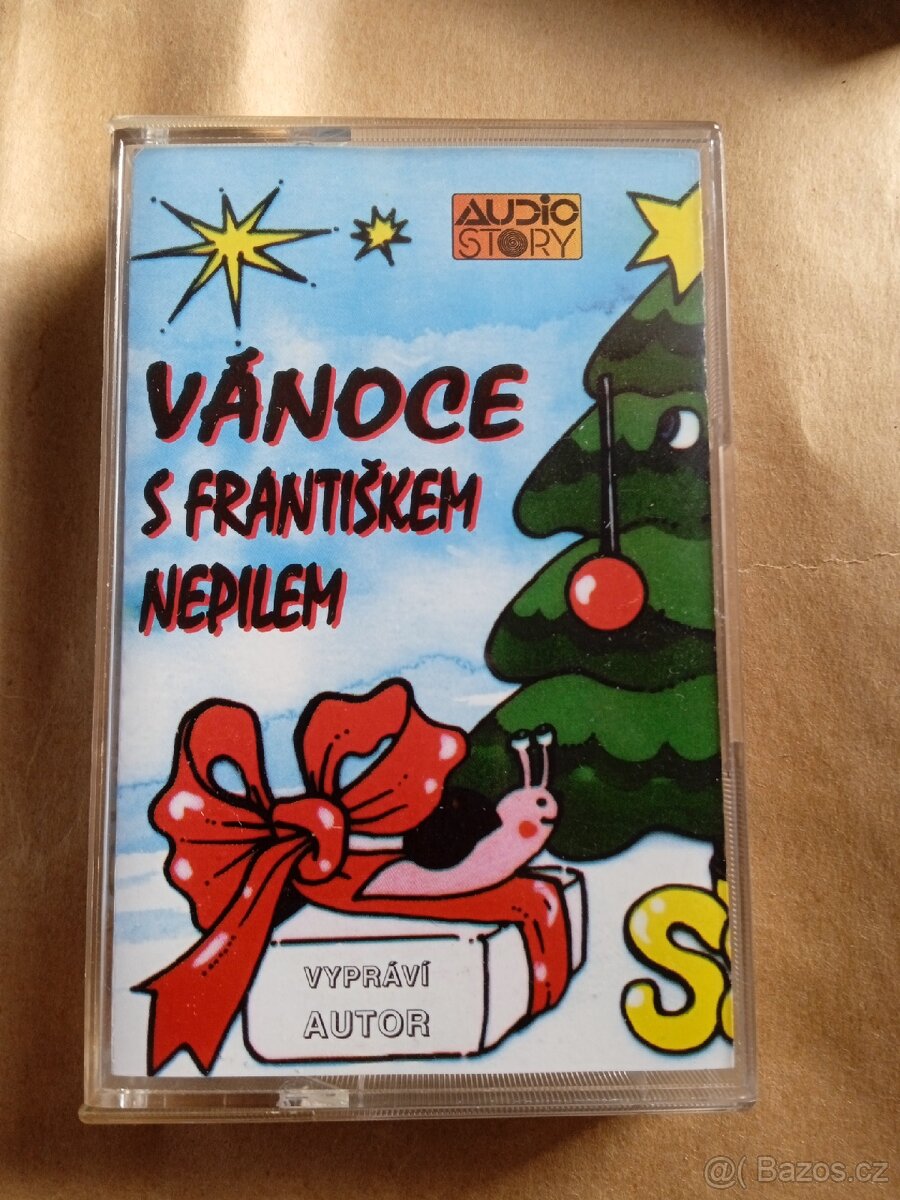 AUDIO
STORY
VÁNOCE
S FRANTIŠKEM
NEPILEM
VYPRÁVÍ
AUTOR
S
@( Bazos.cz